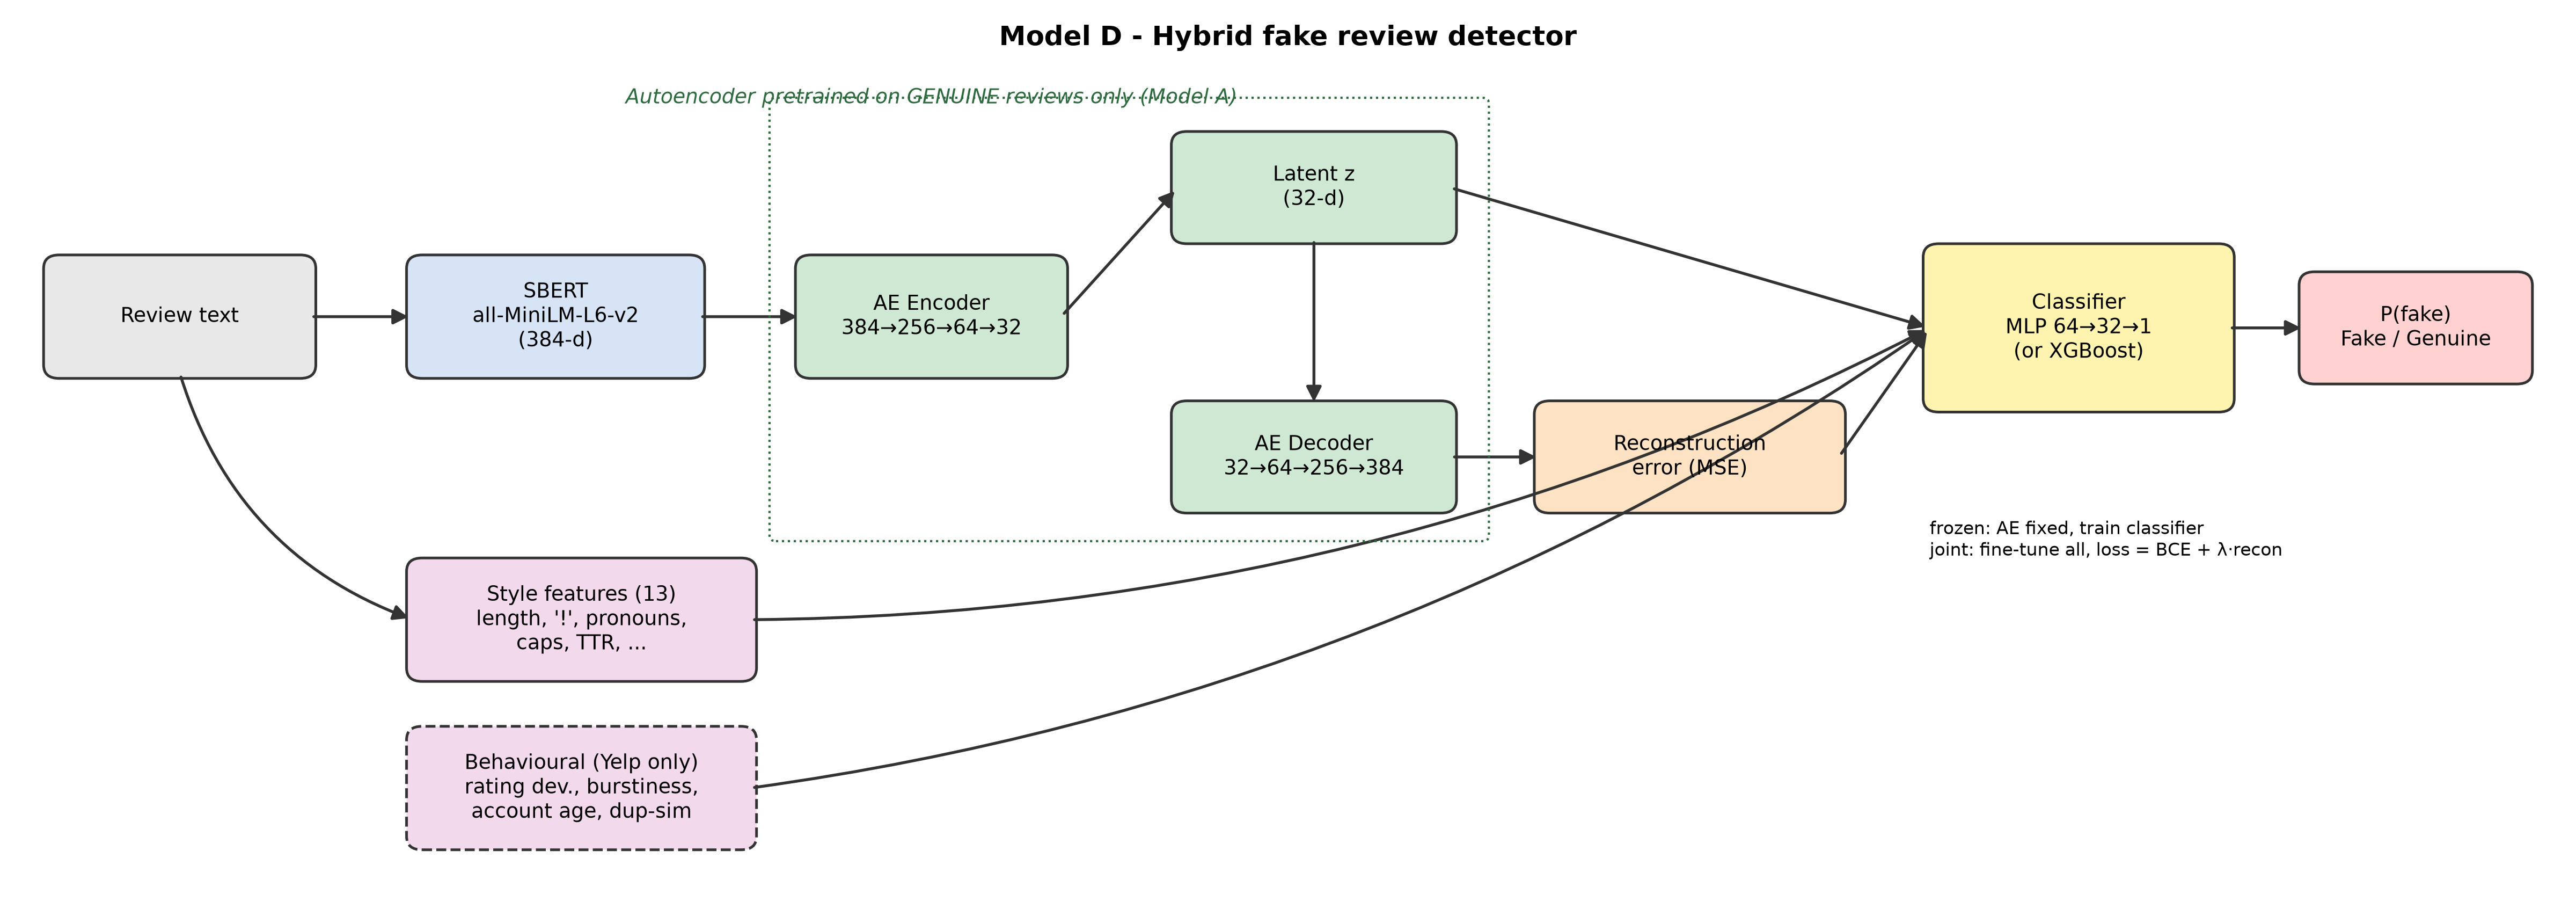 Model D - Hybrid fake review detector
Autoencoder pretrained on GENUINE reviews only (Model A)
Review text
SBERT
all-MiniLM-L6-v2
(384-d)
AE Encoder
384→256→64→32
Latent z
(32-d)
AE Decoder
32→64→256→384
Reconstruction
error (MSE)
Classifier
MLP 64→32→1
(or XGBoost)
P(fake)
Fake / Genuine
frozen: AE fixed, train classifier
joint: fine-tune all, loss = BCE + λ·recon
Style features (13)
length, '!', pronouns,
caps, TTR, ...
Behavioural (Yelp only)
rating dev., burstiness,
account age, dup-sim